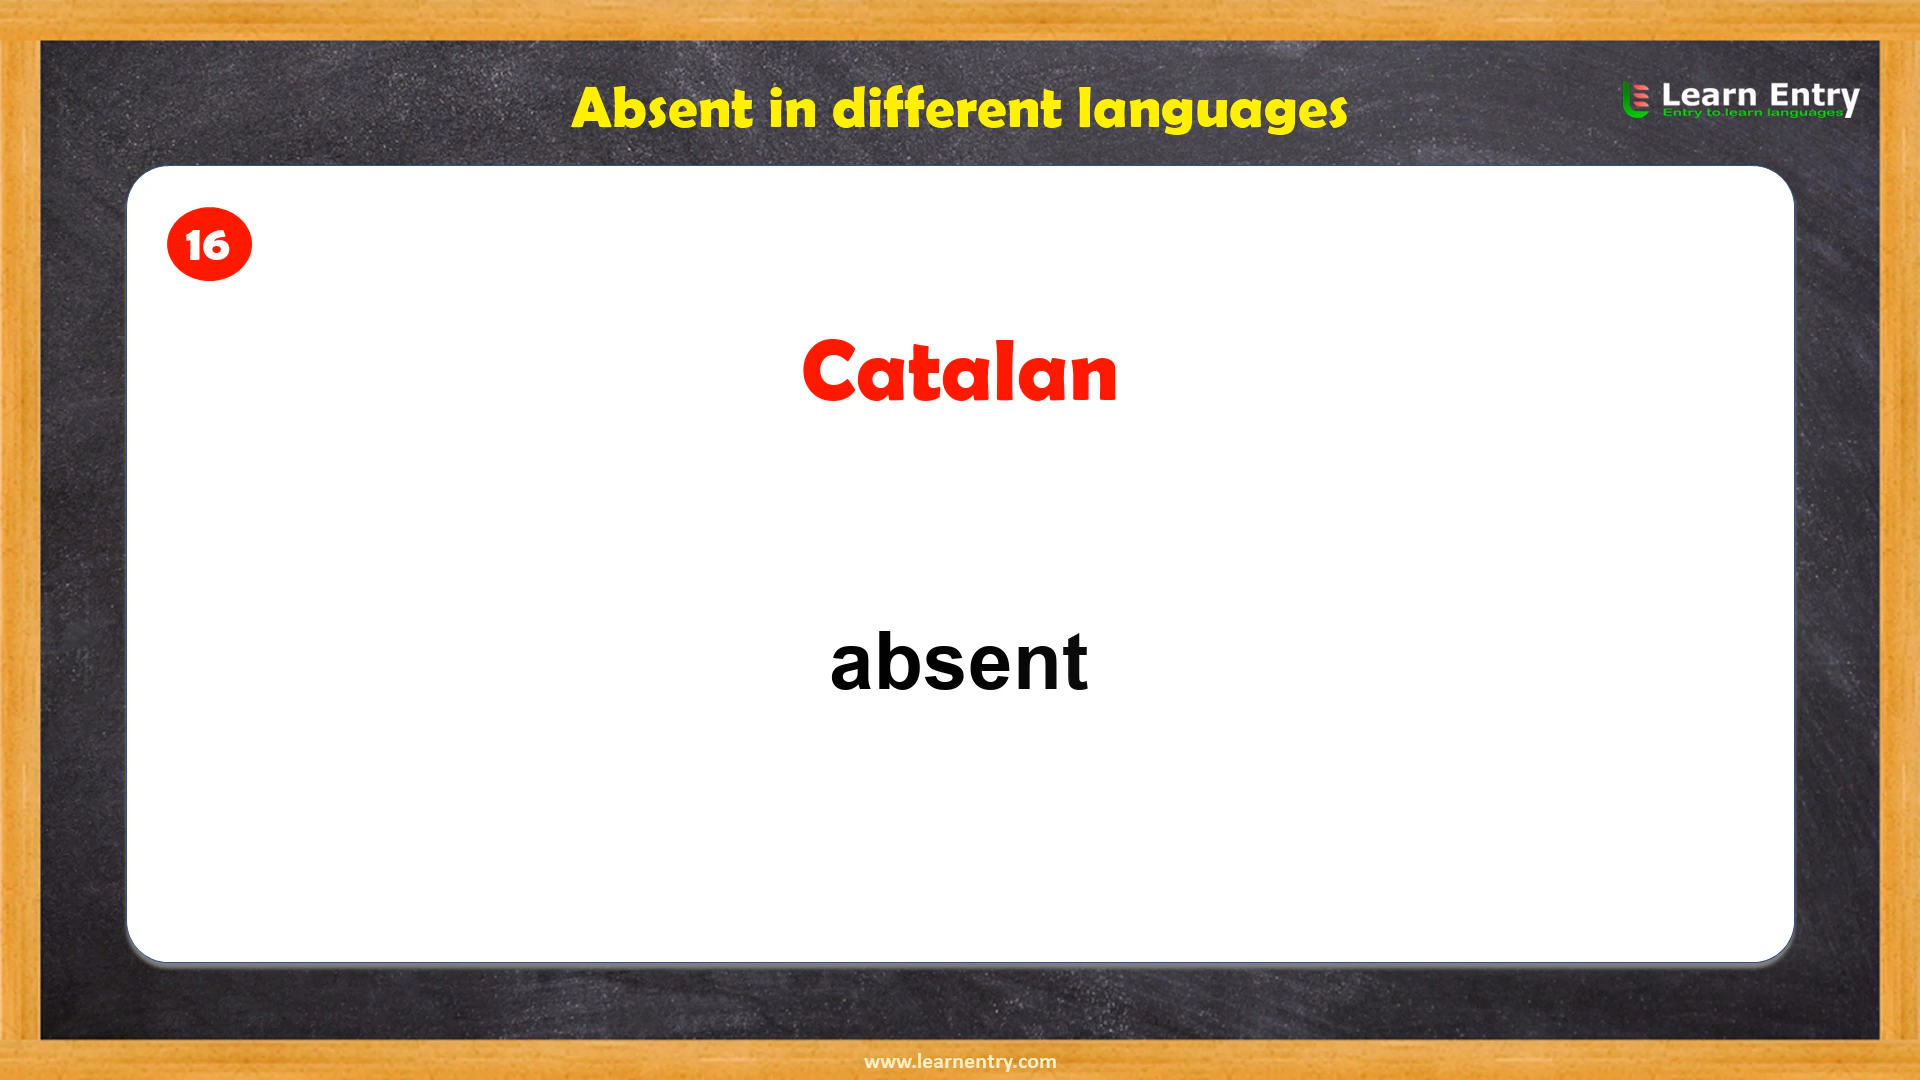 Absent in different languages
Learn Entry
Entry to learn languages
16
Catalan
absent
www.learnentry.com